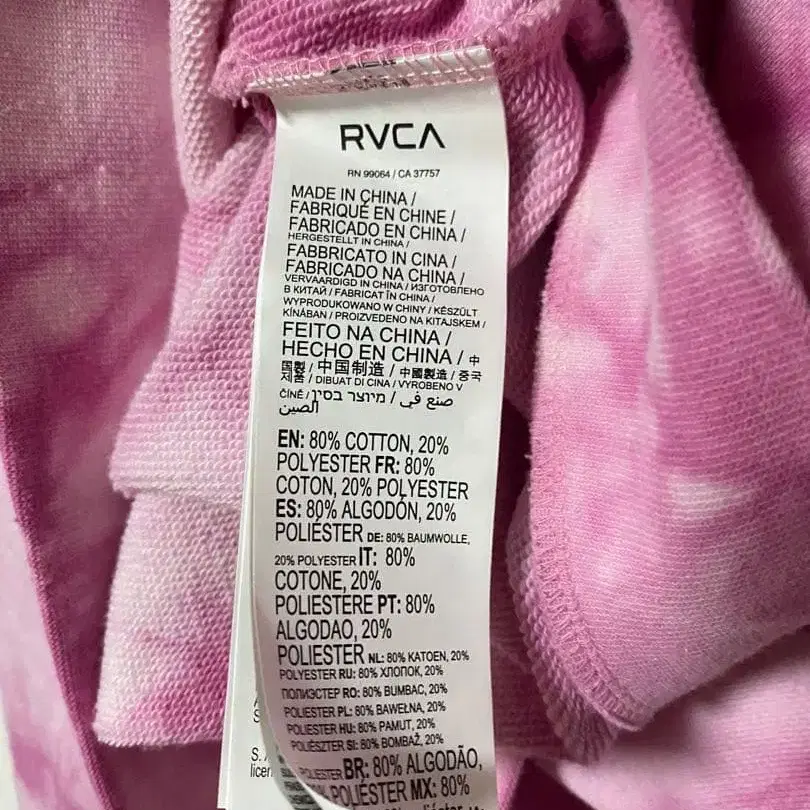 RVCA
RN 99064 / CA 37757
MADE IN CHINA /
FABRIQUÉ EN CHINE /
FABRICADO EN CHINA /
HERGESTELLT IN CHINA /
FABBRICATO IN CINA /
FABRICADO NA CHINA /
VERVAARDIGD IN CHINA / ИЗГОТОВЛЕНО
В КИТАЙ / FABRICAT ÎN CHINA /
WYPRODUKOWANO W CHINY / KÉSZÜLT
KÍNÁBAN / PROIZVEDENO NA KITAJSKEM /
FEITO NA CHINA /
HECHO EN CHINA / 中
国製 / 中国制造 / 中國製造 / 중국
제품 / DIBUAT DI CINA / VYROBENO V
ČÍNĚ / מיוצר בסין / صنع في
الصين
EN: 80% COTTON, 20%
POLYESTER FR: 80%
COTON, 20% POLYESTER
ES: 80% ALGODÓN, 20%
POLIÉSTER DE: 80% BAUMWOLLE,
20% POLYESTER IT: 80%
COTONE, 20%
POLIESTERE PT: 80%
ALGODAO, 20%
POLIESTER NL: 80% KATOEN, 20%
POLYESTER RU: 80% ХЛОПОК, 20%
ПОЛИЭСТЕР RO: 80% BUMBAC, 20%
POLIESTER PL: 80% BAWEŁNA, 20%
POLIESTER HU: 80% PAMUT, 20%
POLIÉSZTER SI: 80% BOMBAŽ, 20%
POLIESTER BR: 80% ALGODÃO,
POLIÉSTER MX: 80%